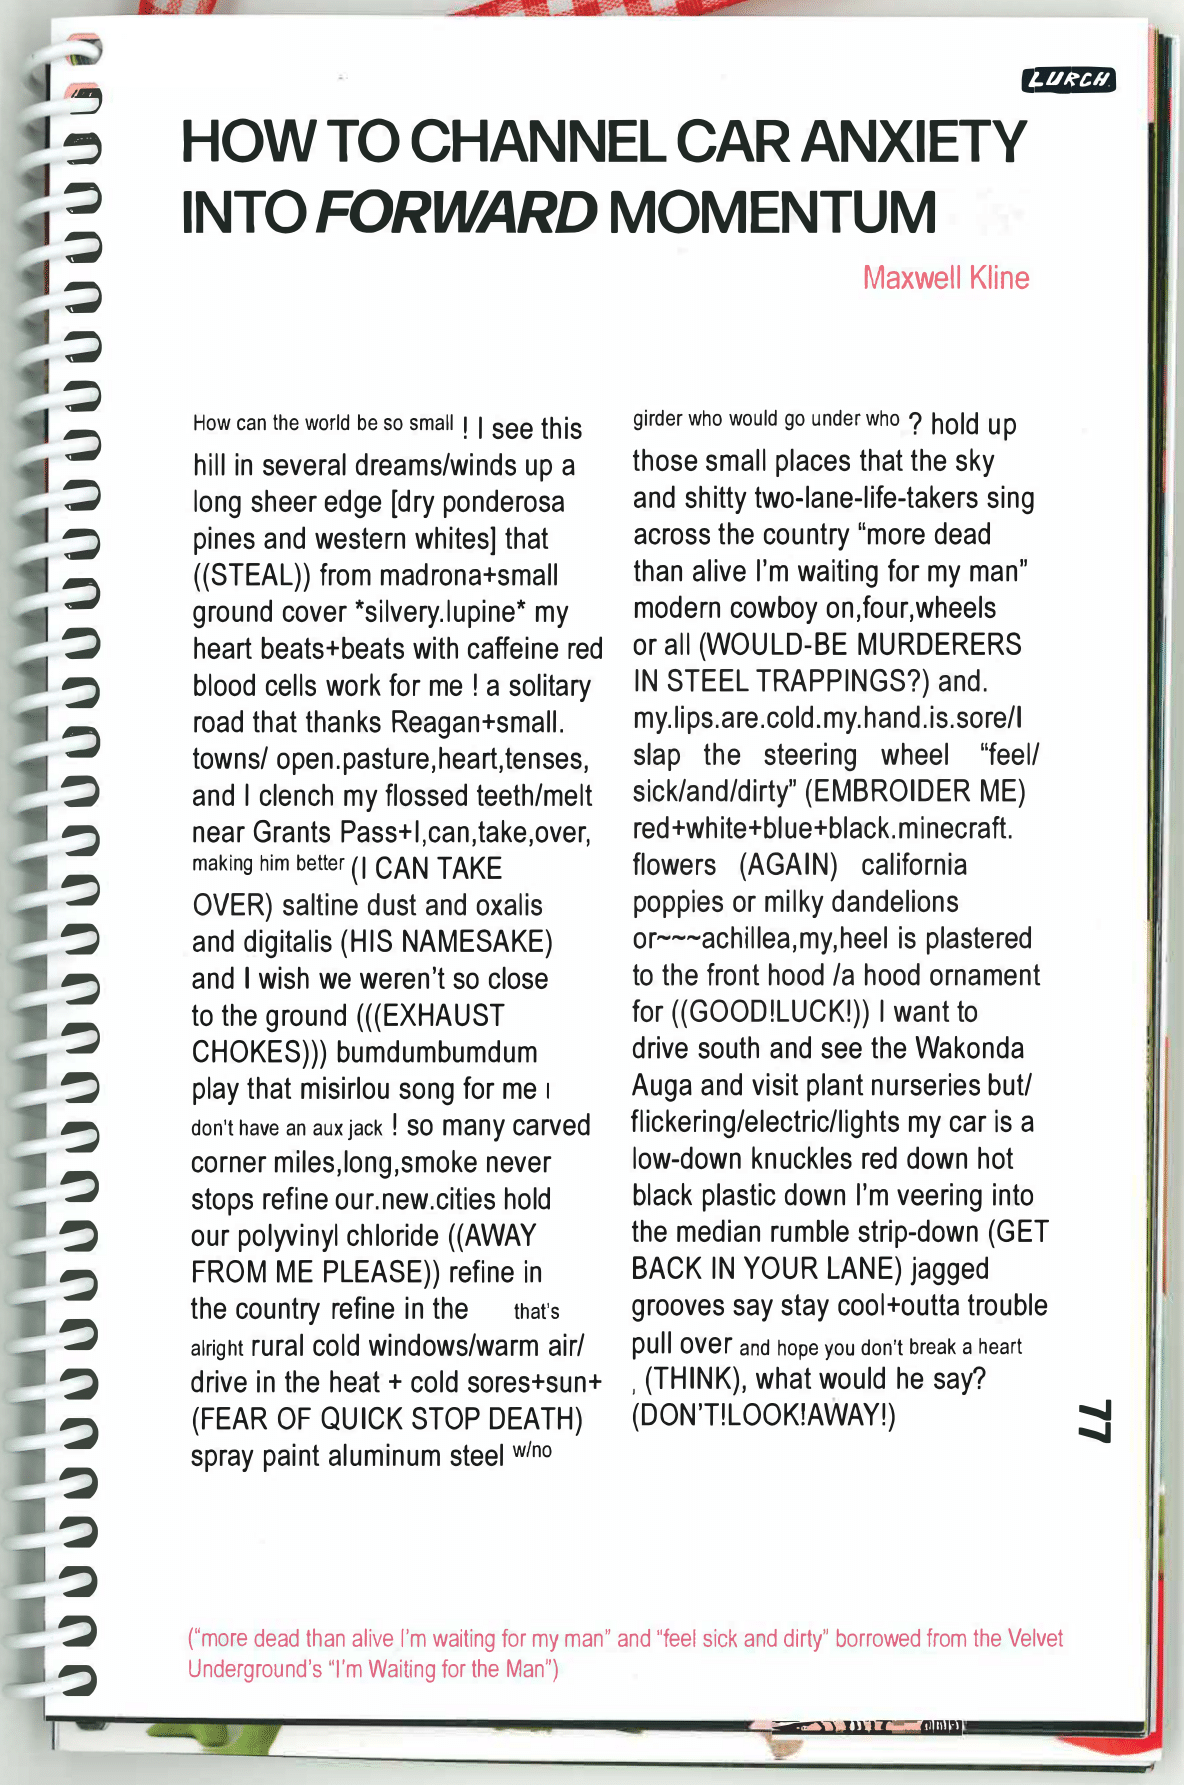 LURCH.
HOW TO CHANNEL CAR ANXIETY
INTO FORWARD MOMENTUM
Maxwell Kline
How can the world be so small ! I see this
hill in several dreams/winds up a
long sheer edge [dry ponderosa
pines and western whites] that
((STEAL)) from madrona+small
ground cover *silvery.lupine* my
heart beats+beats with caffeine red
blood cells work for me ! a solitary
road that thanks Reagan+small.
towns/ open.pasture,heart,tenses,
and I clench my flossed teeth/melt
near Grants Pass+I,can,take,over,
making him better (I CAN TAKE
OVER) saltine dust and oxalis
and digitalis (HIS NAMESAKE)
and I wish we weren't so close
to the ground (((EXHAUST
CHOKES))) bumdumbumdum
play that misirlou song for me I
don't have an aux jack ! so many carved
corner miles,long,smoke never
stops refine our.new.cities hold
our polyvinyl chloride ((AWAY
FROM ME PLEASE)) refine in
the country refine in the that's
alright rural cold windows/warm air/
drive in the heat + cold sores+sun+
(FEAR OF QUICK STOP DEATH)
spray paint aluminum steel w/no
girder who would go under who ? hold up
those small places that the sky
and shitty two-lane-life-takers sing
across the country “more dead
than alive I'm waiting for my man”
modern cowboy on,four,wheels
or all (WOULD-BE MURDERERS
IN STEEL TRAPPINGS?) and.
my.lips.are.cold.my.hand.is.sore/I
slap the steering wheel “feel/
sick/and/dirty” (EMBROIDER ME)
red+white+blue+black.minecraft.
flowers (AGAIN) california
poppies or milky dandelions
or~~~achillea,my,heel is plastered
to the front hood /a hood ornament
for ((GOOD!LUCK!)) I want to
drive south and see the Wakonda
Auga and visit plant nurseries but/
flickering/electric/lights my car is a
low-down knuckles red down hot
black plastic down I'm veering into
the median rumble strip-down (GET
BACK IN YOUR LANE) jagged
grooves say stay cool+outta trouble
pull over and hope you don't break a heart
, (THINK), what would he say?
(DON'T!LOOK!AWAY!)
77
(“more dead than alive I'm waiting for my man” and “feel sick and dirty” borrowed from the Velvet
Underground's “I'm Waiting for the Man”)